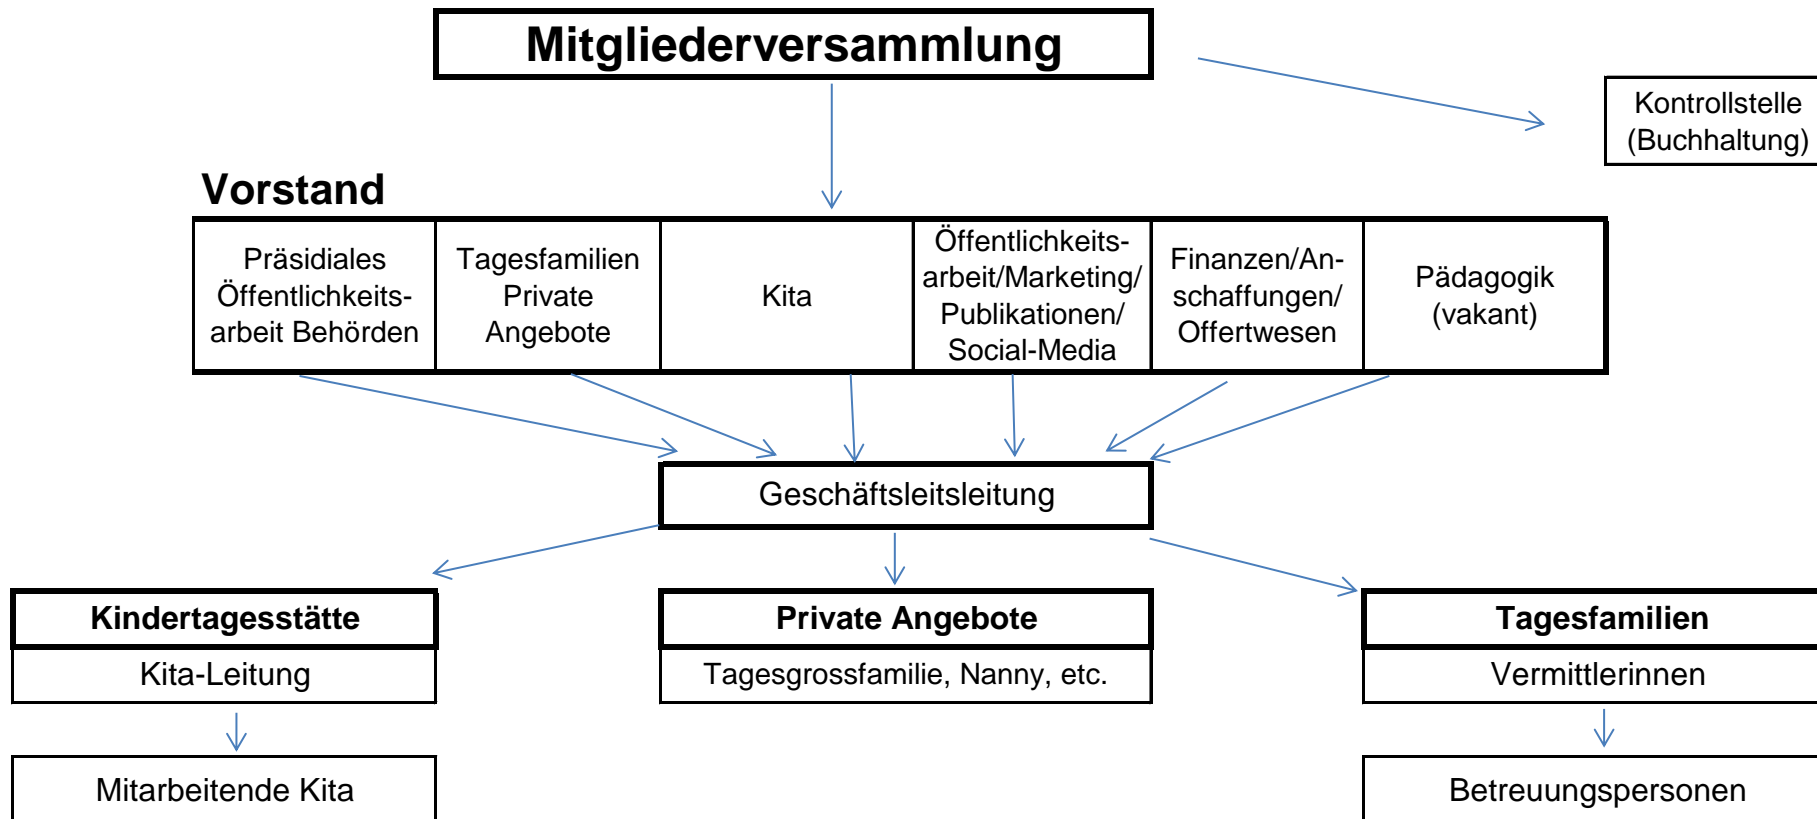 Mitgliederversammlung
Kontrollstelle
(Buchhaltung)
Vorstand
Präsidiales
Öffentlichkeits-
arbeit Behörden
Tagesfamilien
Private
Angebote
Kita
Öffentlichkeits-
arbeit/Marketing/
Publikationen/
Social-Media
Finanzen/An-
schaffungen/
Offertwesen
Pädagogik
(vakant)
Geschäftsleitsleitung
Kindertagesstätte
Kita-Leitung
Mitarbeitende Kita
Private Angebote
Tagesgrossfamilie, Nanny, etc.
Tagesfamilien
Vermittlerinnen
Betreuungspersonen